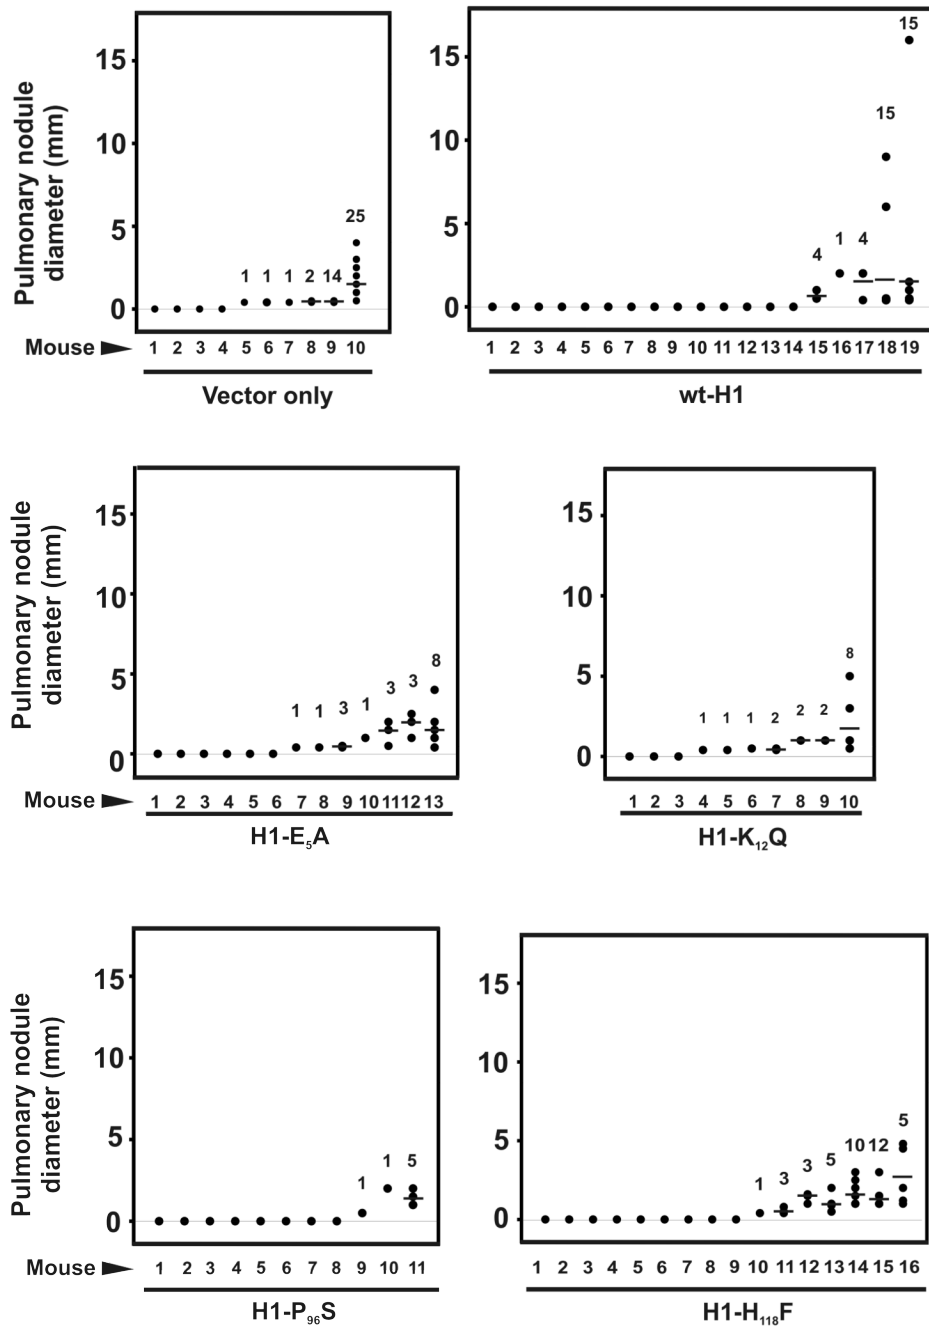 Pulmonary nodule
diameter (mm)
15
10
5
0
1 1 1 2 14 25
Mouse
1 2 3 4 5 6 7 8 9 10
Vector only
15
10
5
0
4 1 4 15 15
1 2 3 4 5 6 7 8 9 10 11 12 13 14 15 16 17 18 19
wt-H1
Pulmonary nodule
diameter (mm)
15
10
5
0
1 1 3 1 3 3 8
Mouse
1 2 3 4 5 6 7 8 9 10 11 12 13
H1-E₅A
15
10
5
0
1 1 1 2 2 2 8
1 2 3 4 5 6 7 8 9 10
H1-K₁₂Q
Pulmonary nodule
diameter (mm)
15
10
5
0
1 1 5
Mouse
1 2 3 4 5 6 7 8 9 10 11
H1-P₉₆S
15
10
5
0
1 3 3 5 10 12 5
1 2 3 4 5 6 7 8 9 10 11 12 13 14 15 16
H1-H₁₁₈F